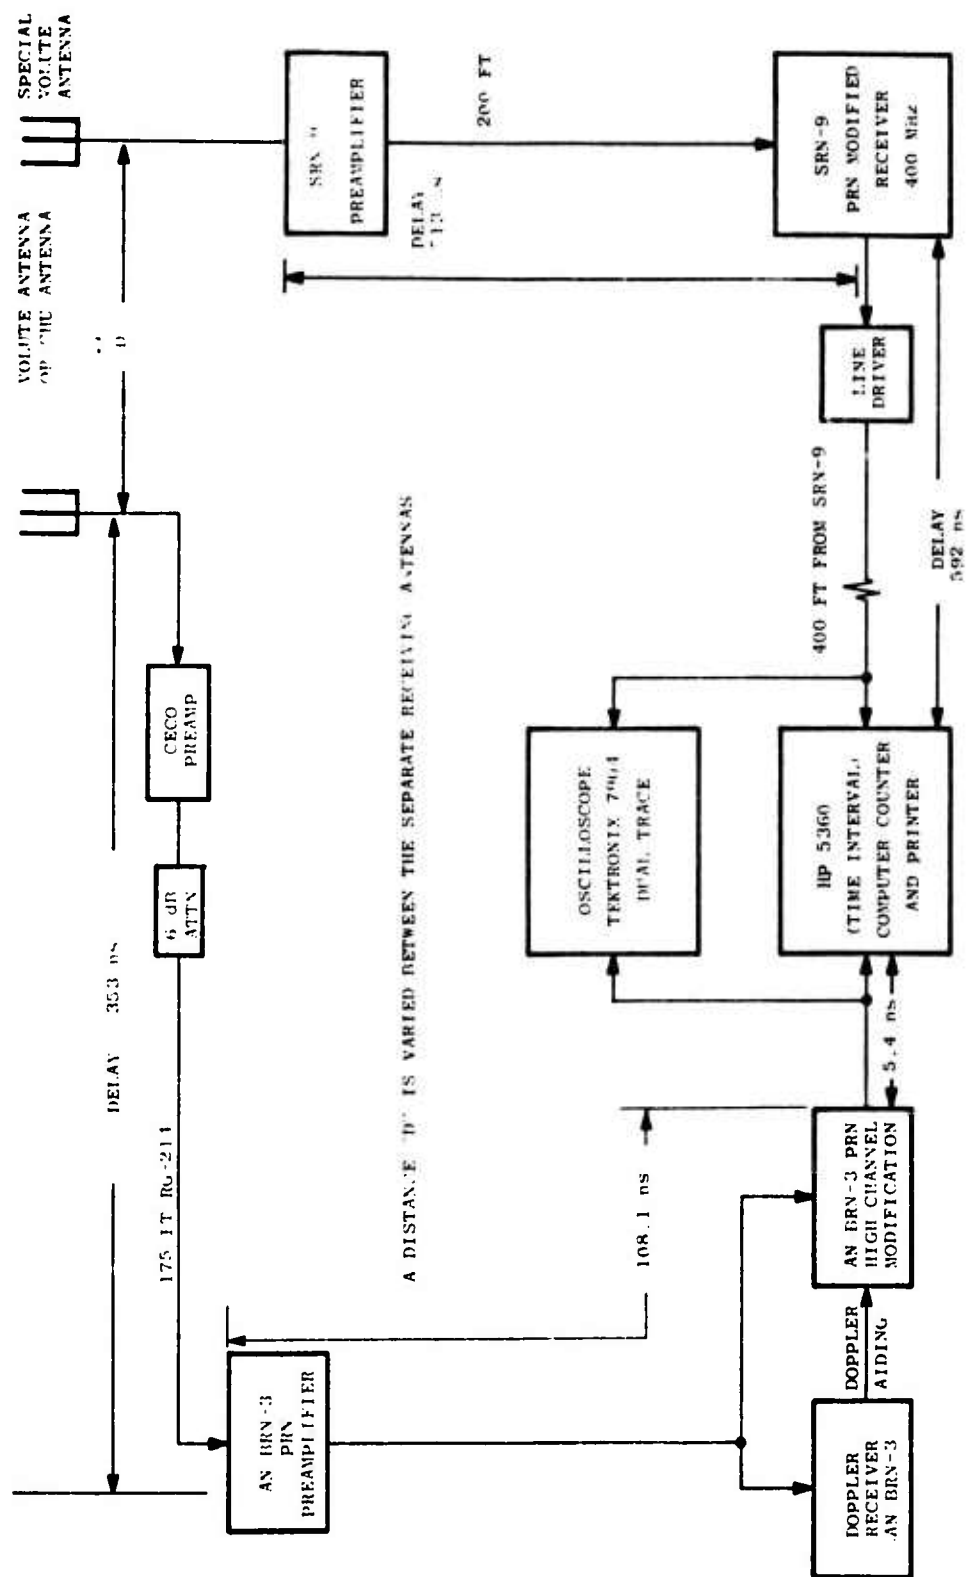 SPECIAL
VOLUTE
ANTENNA
VOLUTE ANTENNA
ANTENNA
SRN
PREAMPLIFIER
200 FT
DELAY
SRN-9
PRN MODIFIED
RECEIVER
400 MHz
LINE
DRIVER
400 FT FROM SRN-9
DELAY
592 ns
CECO
PREAMP
6 dB
ATTN
DELAY 353 ns
175 FT RG-214
A DISTANCE "D" IS VARIED BETWEEN THE SEPARATE RECEIVING ANTENNAS
OSCILLOSCOPE
TEKTRONIX
DUAL TRACE
HP 5360
(TIME INTERVAL)
COMPUTER COUNTER
AND PRINTER
5.4 ns
108.1 ns
AN BRN-3
PRN
PREAMPLIFIER
AN BRN-3 PRN
HIGH CHANNEL
MODIFICATION
DOPPLER
AIDING
DOPPLER
RECEIVER
AN BRN-3